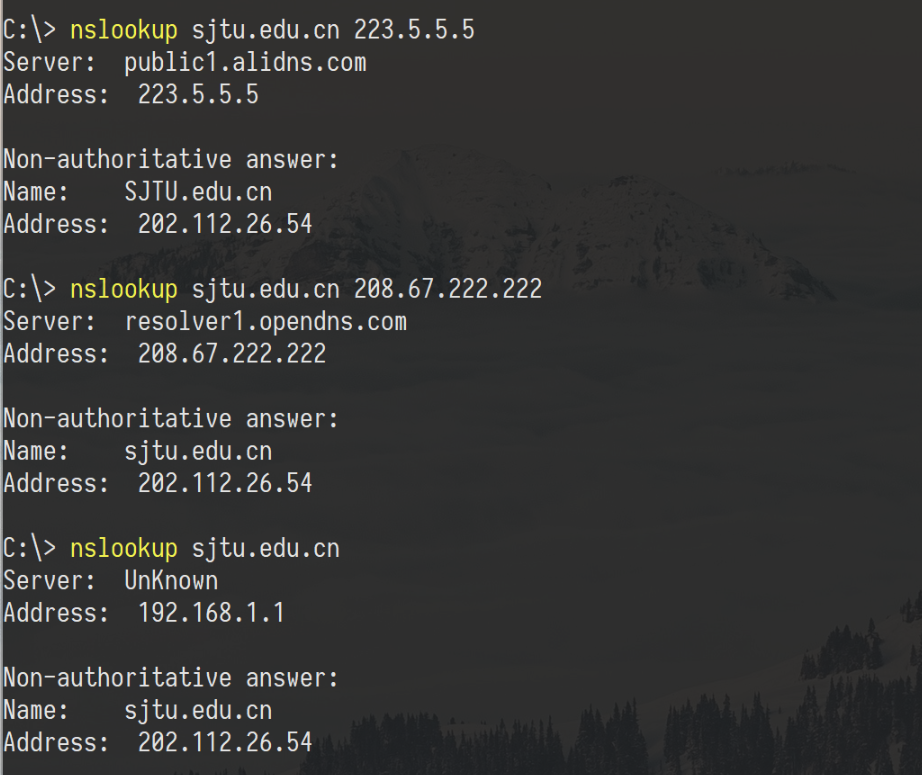 C:\> nslookup sjtu.edu.cn 223.5.5.5
Server:  public1.alidns.com
Address:  223.5.5.5

Non-authoritative answer:
Name:    SJTU.edu.cn
Address:  202.112.26.54

C:\> nslookup sjtu.edu.cn 208.67.222.222
Server:  resolver1.opendns.com
Address:  208.67.222.222

Non-authoritative answer:
Name:    sjtu.edu.cn
Address:  202.112.26.54

C:\> nslookup sjtu.edu.cn
Server:  UnKnown
Address:  192.168.1.1

Non-authoritative answer:
Name:    sjtu.edu.cn
Address:  202.112.26.54